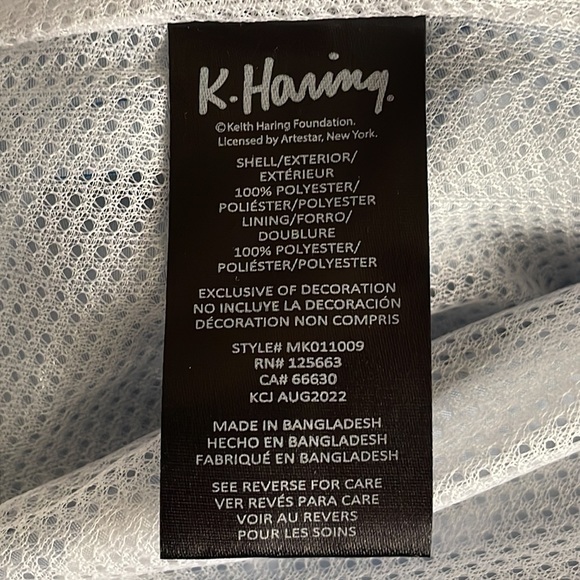 K.Haring.
©Keith Haring Foundation.
Licensed by Artestar, New York.
SHELL/EXTERIOR/
EXTÉRIEUR
100% POLYESTER/
POLIÉSTER/POLYESTER
LINING/FORRO/
DOUBLURE
100% POLYESTER/
POLIÉSTER/POLYESTER
EXCLUSIVE OF DECORATION
NO INCLUYE LA DECORACIÓN
DÉCORATION NON COMPRIS
STYLE# MK011009
RN# 125663
CA# 66630
KCJ AUG2022
MADE IN BANGLADESH
HECHO EN BANGLADESH
FABRIQUÉ EN BANGLADESH
SEE REVERSE FOR CARE
VER REVÉS PARA CARE
VOIR AU REVERS
POUR LES SOINS